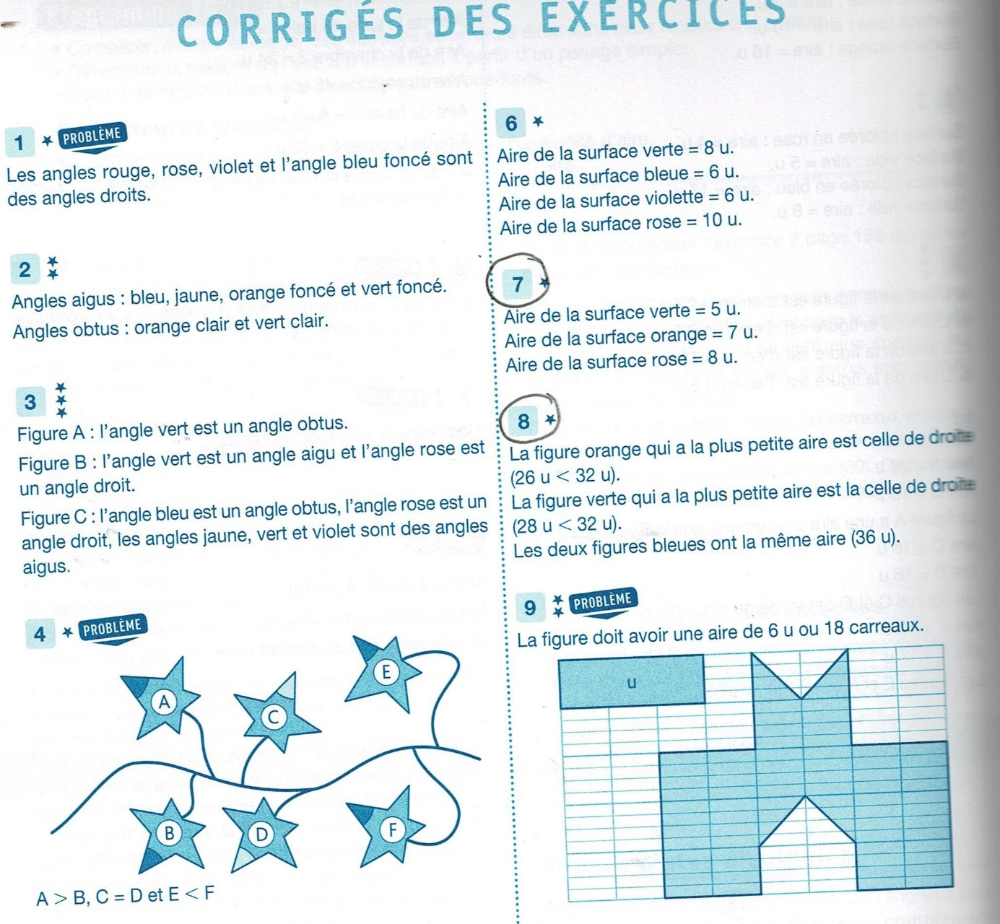 CORRIGÉS DES EXERCICES
1 PROBLÈME
Les angles rouge, rose, violet et l'angle bleu foncé sont
des angles droits.
2
Angles aigus : bleu, jaune, orange foncé et vert foncé.
Angles obtus : orange clair et vert clair.
3
Figure A : l'angle vert est un angle obtus.
Figure B : l'angle vert est un angle aigu et l'angle rose est
un angle droit.
Figure C : l'angle bleu est un angle obtus, l'angle rose est un
angle droit, les angles jaune, vert et violet sont des angles
aigus.
4 PROBLÈME
A
C
E
B
D
F
A > B, C = D et E < F
6
Aire de la surface verte = 8 u.
Aire de la surface bleue = 6 u.
Aire de la surface violette = 6 u.
Aire de la surface rose = 10 u.
7
Aire de la surface verte = 5 u.
Aire de la surface orange = 7 u.
Aire de la surface rose = 8 u.
8
La figure orange qui a la plus petite aire est celle de droite
(26 u < 32 u).
La figure verte qui a la plus petite aire est la celle de droite
(28 u < 32 u).
Les deux figures bleues ont la même aire (36 u).
9 PROBLÈME
La figure doit avoir une aire de 6 u ou 18 carreaux.
u